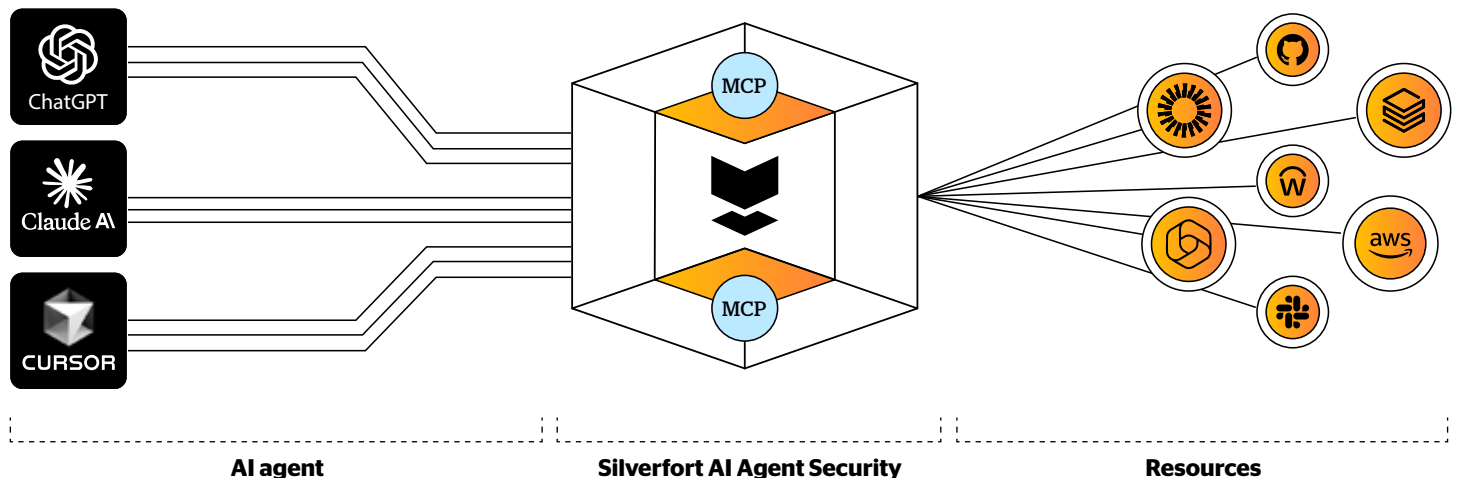 ChatGPT
Claude AI
CURSOR
MCP
MCP
W
aws
AI agent
Silverfort AI Agent Security
Resources